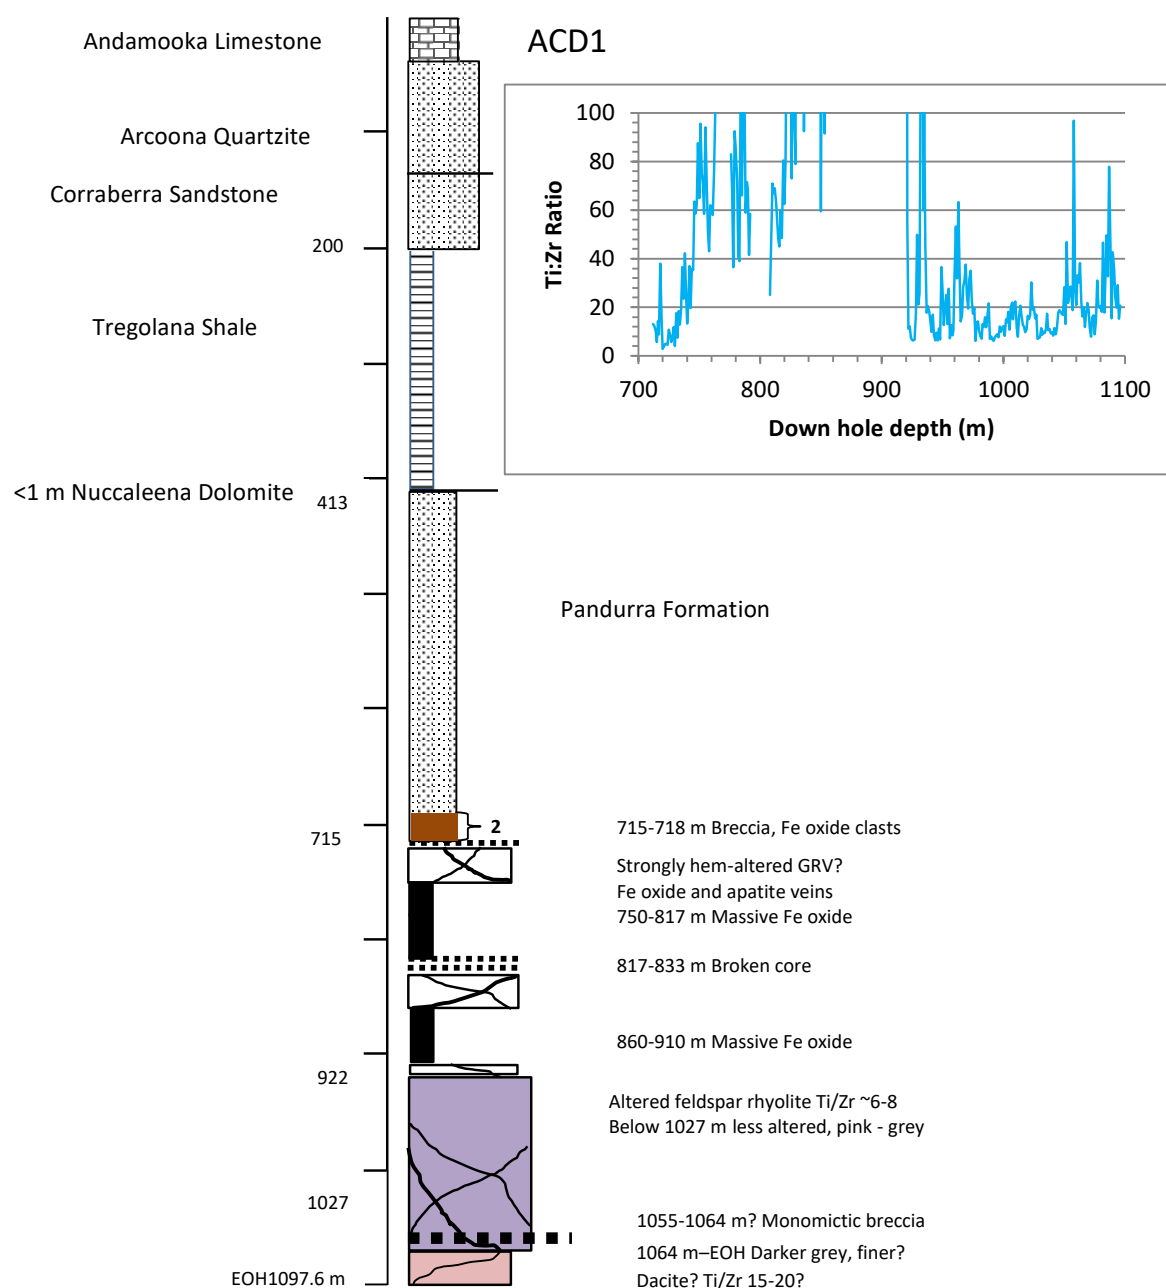 ACD1
Andamooka Limestone
Arcoona Quartzite
Corraberra Sandstone
200
Tregolana Shale
<1 m Nuccaleena Dolomite
413
Ti:Zr Ratio
100
80
60
40
20
0
700
800
900
1000
1100
Down hole depth (m)
Pandurra Formation
2
715
715-718 m Breccia, Fe oxide clasts
Strongly hem-altered GRV?
Fe oxide and apatite veins
750-817 m Massive Fe oxide
817-833 m Broken core
860-910 m Massive Fe oxide
922
Altered feldspar rhyolite Ti/Zr ~6-8
Below 1027 m less altered, pink - grey
1027
1055-1064 m? Monomictic breccia
1064 m–EOH Darker grey, finer?
Dacite? Ti/Zr 15-20?
EOH1097.6 m